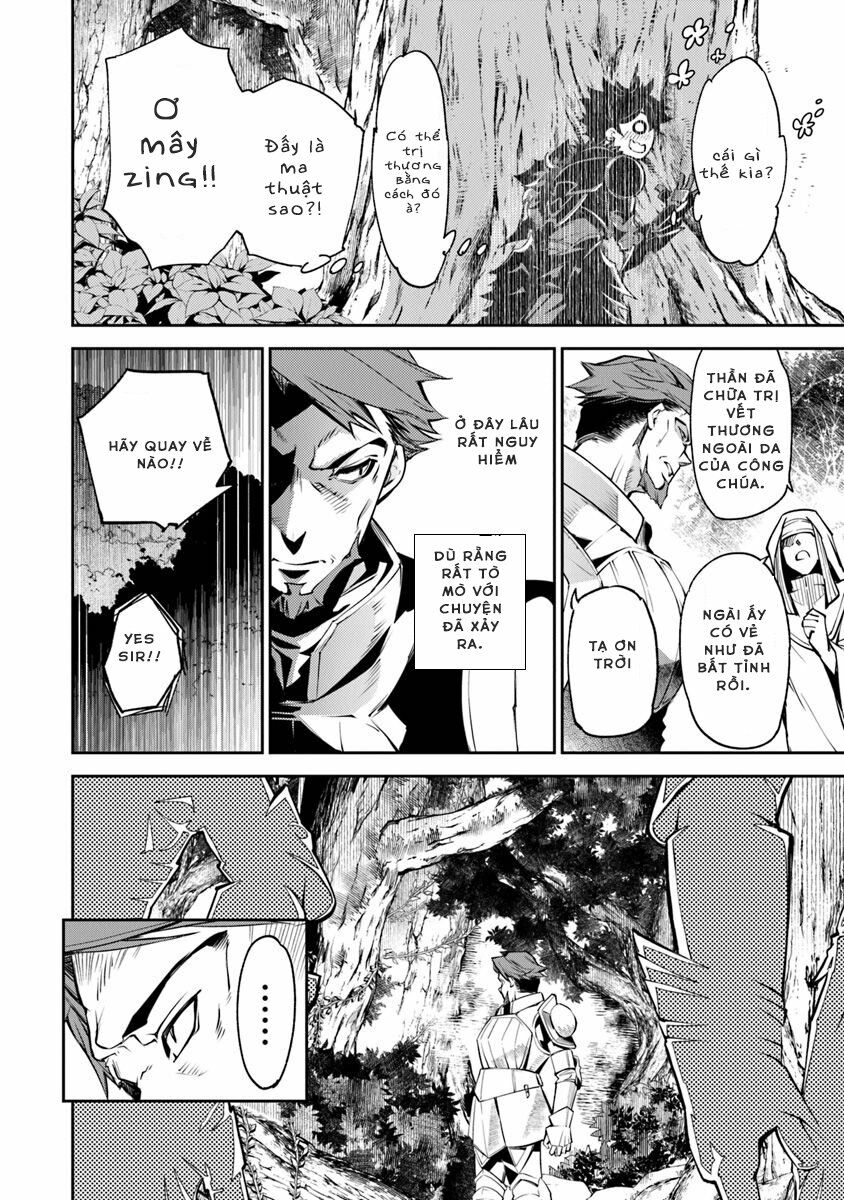 cái gì
thế kia?
Có thể
trị
thương
bằng
cách đó
à?
Đấy là
ma
thuật
sao?!
Ơ
mây
zing!!
THẦN ĐÃ
CHỮA TRỊ
VẾT
THƯƠNG
NGOÀI DA
CỦA CÔNG
CHÚA.
NGÀI ẤY
CÓ VẺ
NHƯ ĐÃ
BẤT TỈNH
RỒI.
TẠ ƠN
TRỜI
Ở ĐÂY LÂU
RẤT NGUY
HIỂM
DÙ RẰNG
RẤT TÒ
MÒ VỚI
CHUYỆN
ĐÃ XẢY
RA.
HÃY QUAY VỀ
NÀO!!
YES
SIR!!
......